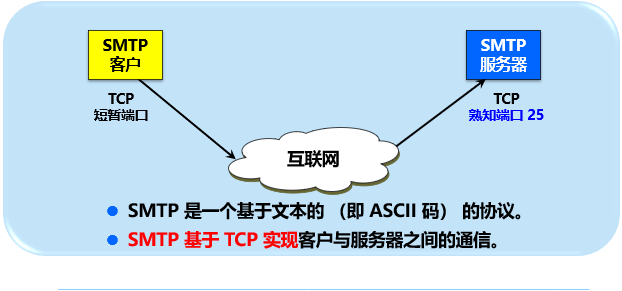 SMTP
客户
SMTP
服务器
TCP
短暂端口
TCP
熟知端口 25
互联网
SMTP 是一个基于文本的 （即 ASCII 码） 的协议。
SMTP 基于 TCP 实现客户与服务器之间的通信。